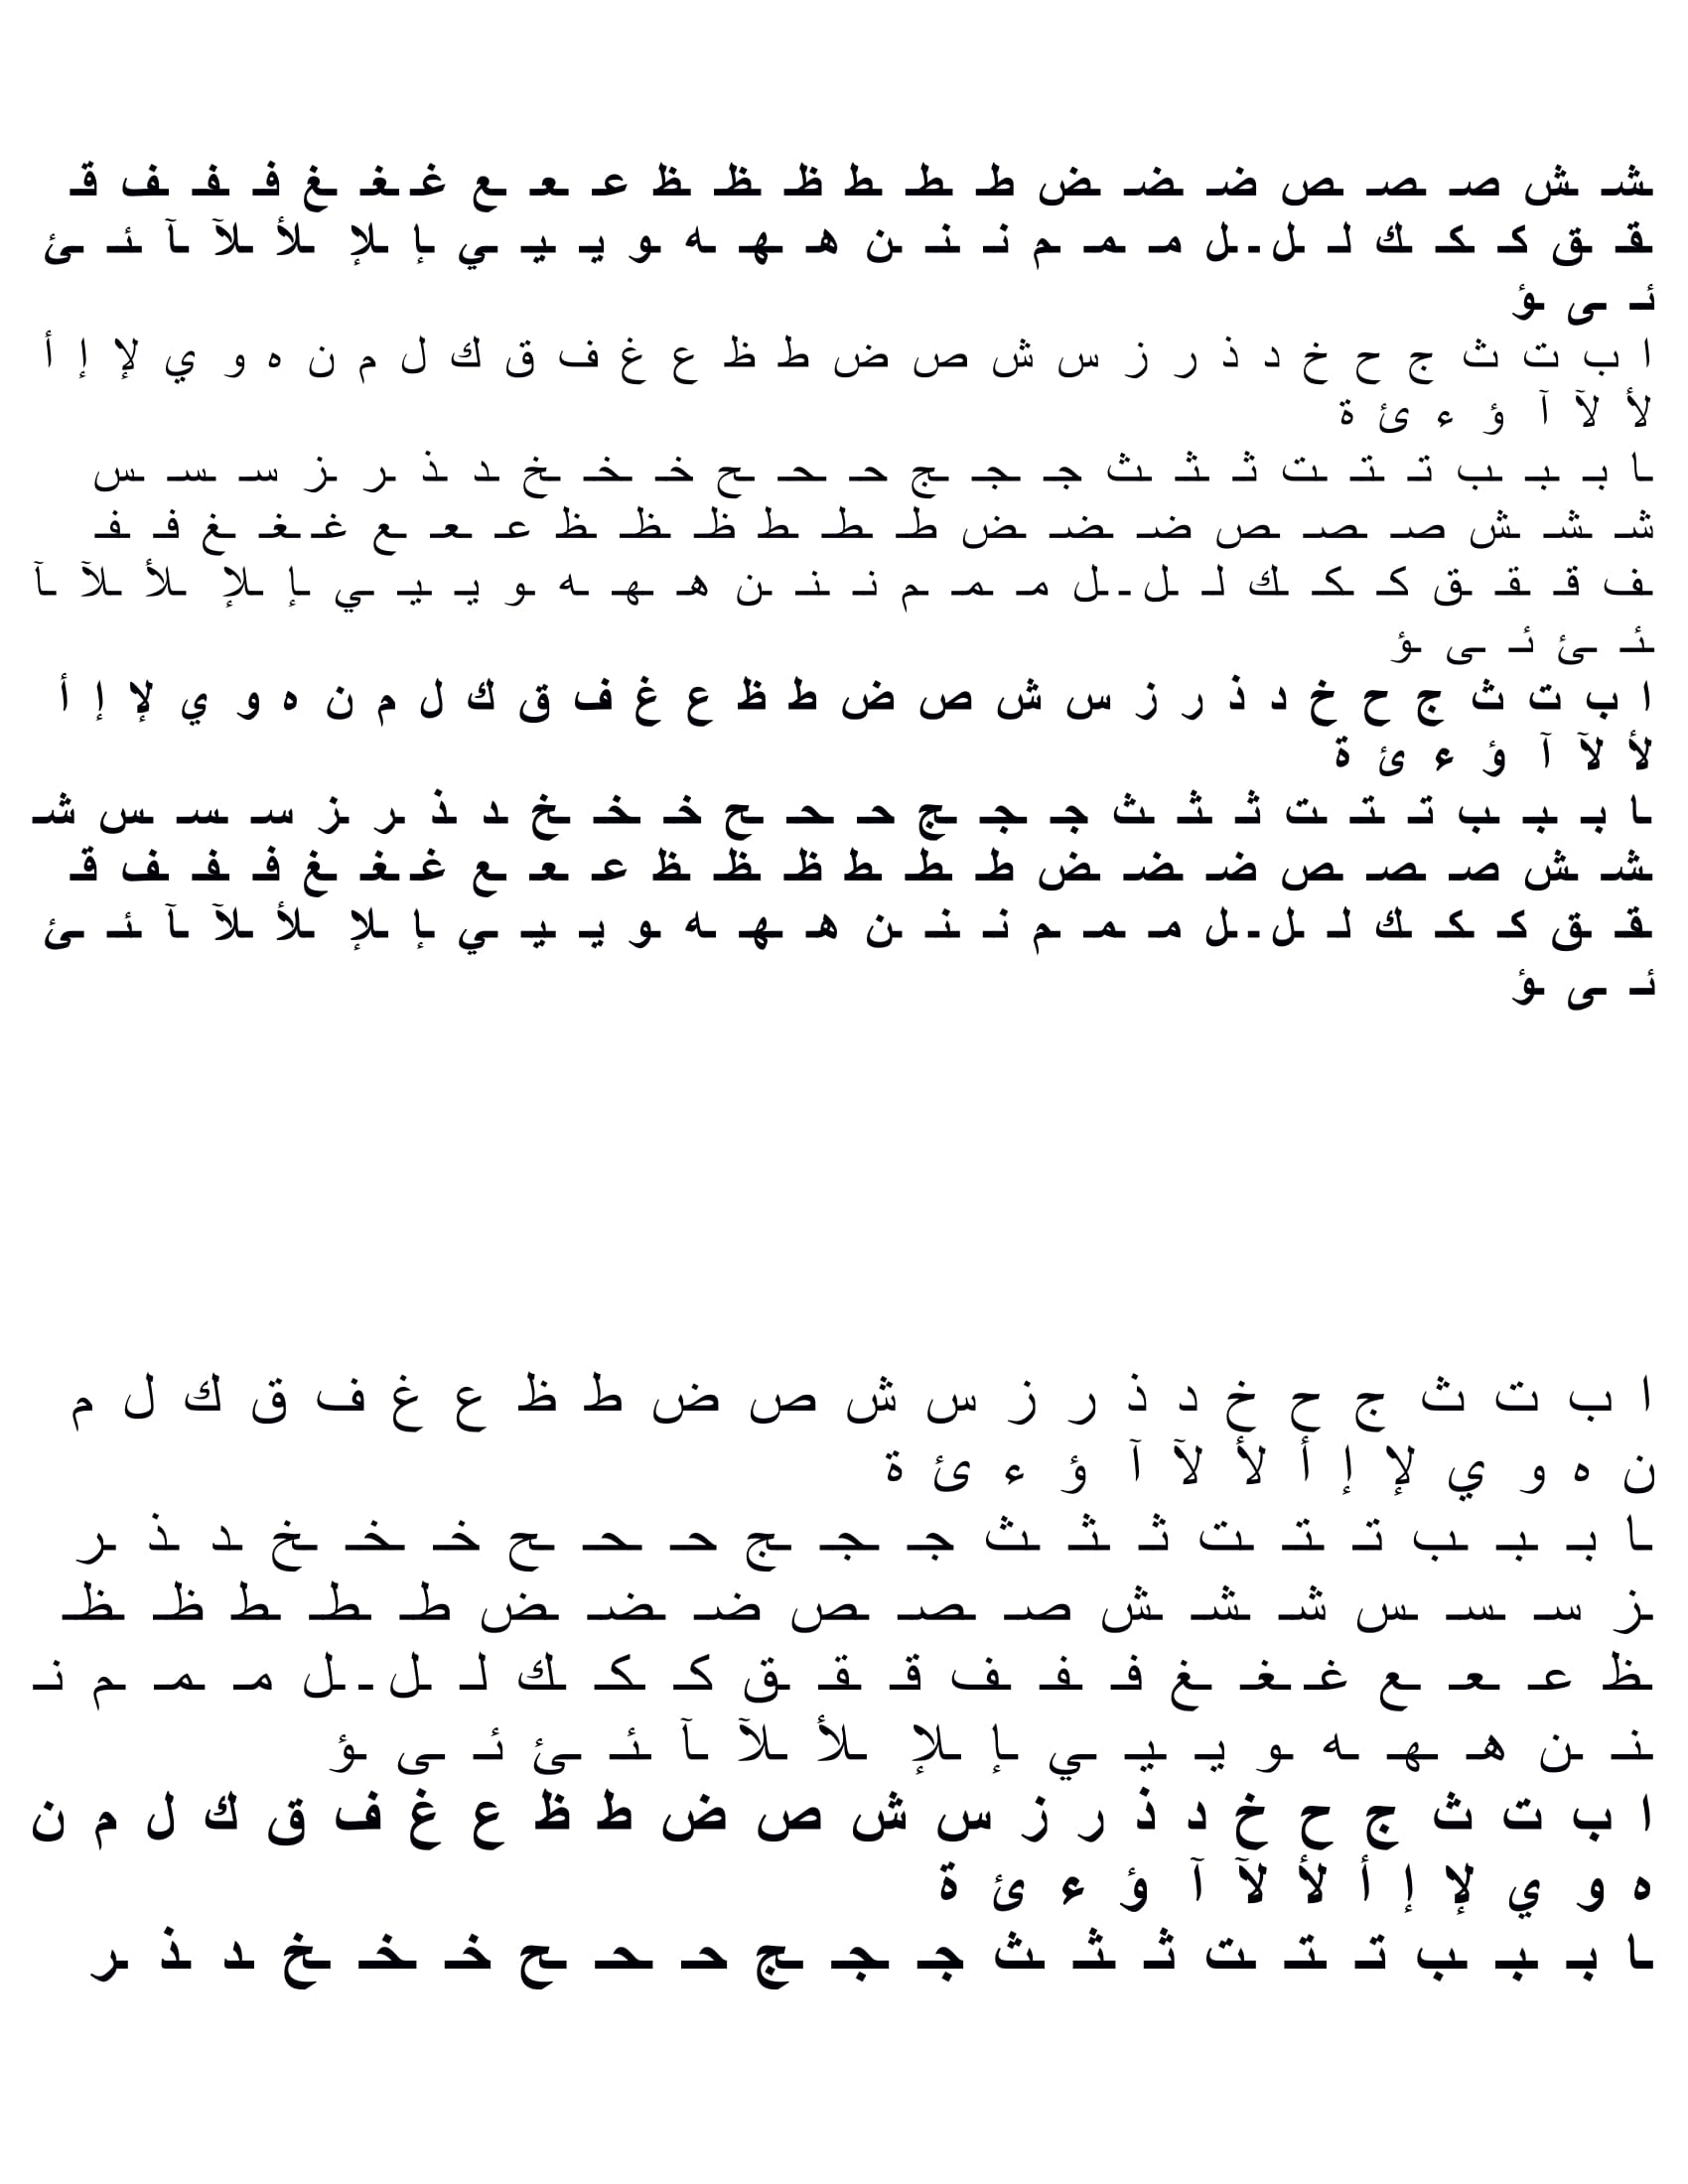 ـشـ ـش صـ ـصـ ـص ضـ ـضـ ـض طـ ـطـ ـط ظـ ـظـ ـظ عـ ـعـ ـع غـ ـغـ ـغ فـ ـفـ ـف قـ
ـقـ ـق كـ ـكـ ـك لـ ـل ـ ـل مـ ـمـ ـم نـ ـنـ ـن هـ ـهـ ـه ـو يـ ـيـ ـي ـإ ـلإ ـلأ ـلآ ـآ ـئـ ـئ
ئـ ـى ـؤ
ا ب ت ث ج ح خ د ذ ر ز س ش ص ض ط ظ ع غ ف ق ك ل م ن ه و ي لإ إ أ
لأ لآ آ ؤ ء ئ ة
ـا بـ ـبـ ـب تـ ـتـ ـت ثـ ـثـ ـث جـ ـجـ ـج حـ ـحـ ـح خـ ـخـ ـخ ـد ـذ ـر ـز سـ ـسـ ـس
شـ ـشـ ـش صـ ـصـ ـص ضـ ـضـ ـض طـ ـطـ ـط ظـ ـظـ ـظ عـ ـعـ ـع غـ ـغـ ـغ فـ ـفـ
ـف قـ ـقـ ـق كـ ـكـ ـك لـ ـل ـ ـل مـ ـمـ ـم نـ ـنـ ـن هـ ـهـ ـه ـو يـ ـيـ ـي ـإ ـلإ ـلأ ـلآ ـآ
ـئـ ـئ ئـ ـى ـؤ
ا ب ت ث ج ح خ د ذ ر ز س ش ص ض ط ظ ع غ ف ق ك ل م ن ه و ي لإ إ أ
لأ لآ آ ؤ ء ئ ة
ـا بـ ـبـ ـب تـ ـتـ ـت ثـ ـثـ ـث جـ ـجـ ـج حـ ـحـ ـح خـ ـخـ ـخ ـد ـذ ـر ـز سـ ـسـ ـس شـ
ـشـ ـش صـ ـصـ ـص ضـ ـضـ ـض طـ ـطـ ـط ظـ ـظـ ـظ عـ ـعـ ـع غـ ـغـ ـغ فـ ـفـ ـف قـ
ـقـ ـق كـ ـكـ ـك لـ ـل ـ ـل مـ ـمـ ـم نـ ـنـ ـن هـ ـهـ ـه ـو يـ ـيـ ـي ـإ ـلإ ـلأ ـلآ ـآ ـئـ ـئ
ئـ ـى ـؤ
ا ب ت ث ج ح خ د ذ ر ز س ش ص ض ط ظ ع غ ف ق ك ل م
ن ه و ي لإ إ أ لأ لآ آ ؤ ء ئ ة
ـا بـ ـبـ ـب تـ ـتـ ـت ثـ ـثـ ـث جـ ـجـ ـج حـ ـحـ ـح خـ ـخـ ـخ ـد ـذ ـر
ـز سـ ـسـ ـس شـ ـشـ ـش صـ ـصـ ـص ضـ ـضـ ـض طـ ـطـ ـط ظـ ـظـ
ـظ عـ ـعـ ـع غـ ـغـ ـغ فـ ـفـ ـف قـ ـقـ ـق كـ ـكـ ـك لـ ـل ـ ـل مـ ـمـ ـم نـ
ـنـ ـن هـ ـهـ ـه ـو يـ ـيـ ـي ـإ ـلإ ـلأ ـلآ ـآ ـئـ ـئ ئـ ـى ـؤ
ا ب ت ث ج ح خ د ذ ر ز س ش ص ض ط ظ ع غ ف ق ك ل م ن
ه و ي لإ إ أ لأ لآ آ ؤ ء ئ ة
ـا بـ ـبـ ـب تـ ـتـ ـت ثـ ـثـ ـث جـ ـجـ ـج حـ ـحـ ـح خـ ـخـ ـخ ـد ـذ ـر